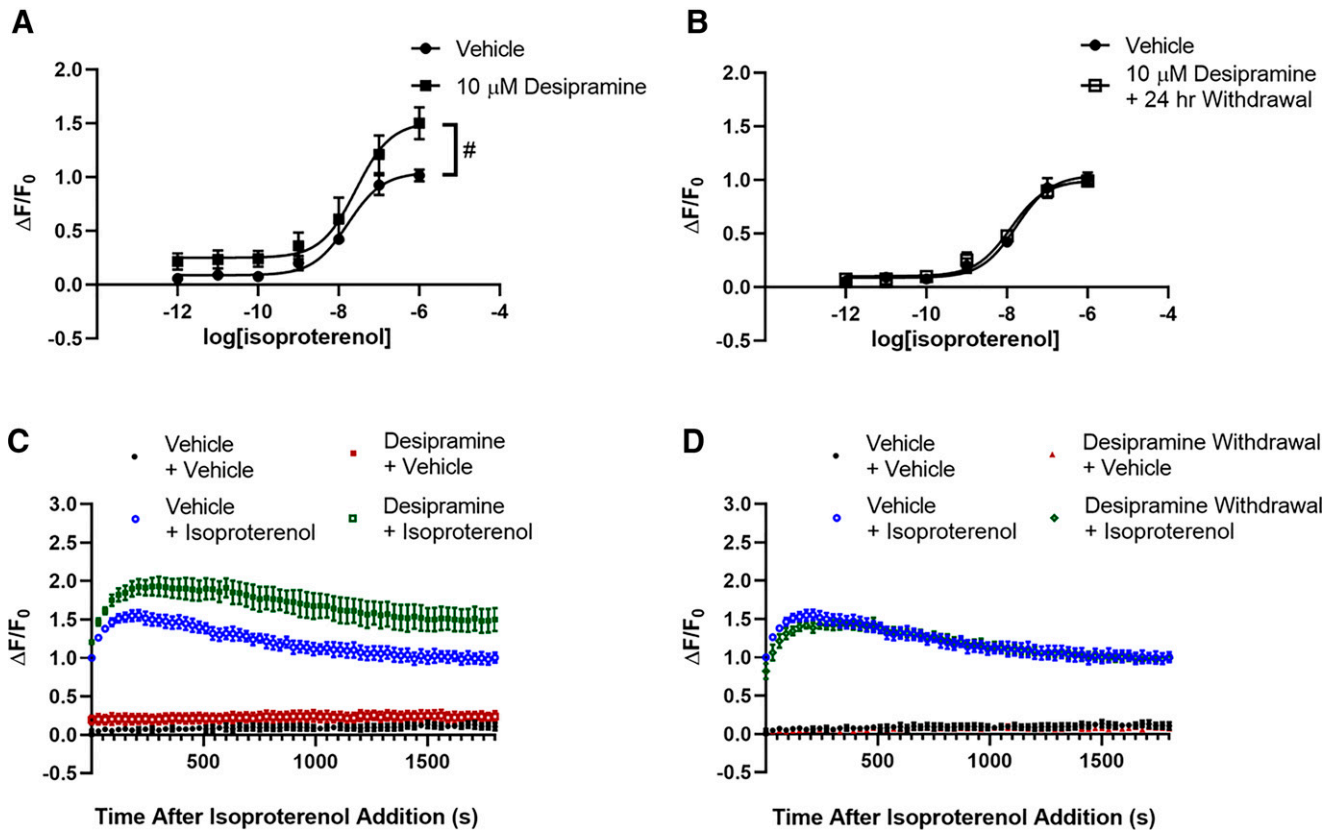 A
Vehicle
10 μM Desipramine
2.0
1.5
1.0
0.5
0.0
-0.5
ΔF/F0
#
-12
-10
-8
-6
-4
log[isoproterenol]
B
Vehicle
10 μM Desipramine
+ 24 hr Withdrawal
2.0
1.5
1.0
0.5
0.0
-0.5
ΔF/F0
-12
-10
-8
-6
-4
log[isoproterenol]
C
Vehicle
+ Vehicle
Desipramine
+ Vehicle
Vehicle
+ Isoproterenol
Desipramine
+ Isoproterenol
3.0
2.5
2.0
1.5
1.0
0.5
0.0
-0.5
ΔF/F0
500
1000
1500
Time After Isoproterenol Addition (s)
D
Vehicle
+ Vehicle
Desipramine Withdrawal
+ Vehicle
Vehicle
+ Isoproterenol
Desipramine Withdrawal
+ Isoproterenol
3.0
2.5
2.0
1.5
1.0
0.5
0.0
-0.5
ΔF/F0
500
1000
1500
Time After Isoproterenol Addition (s)